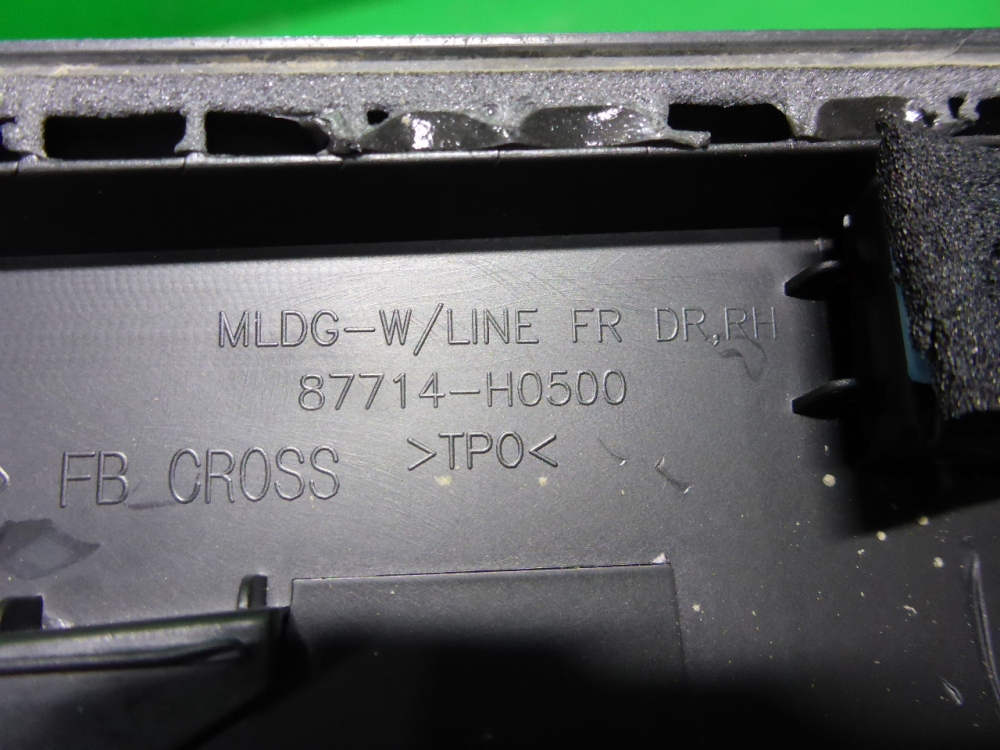 MLDG-W/LINE FR DR,RH
87714-H0500
>TPO<
FB CROSS